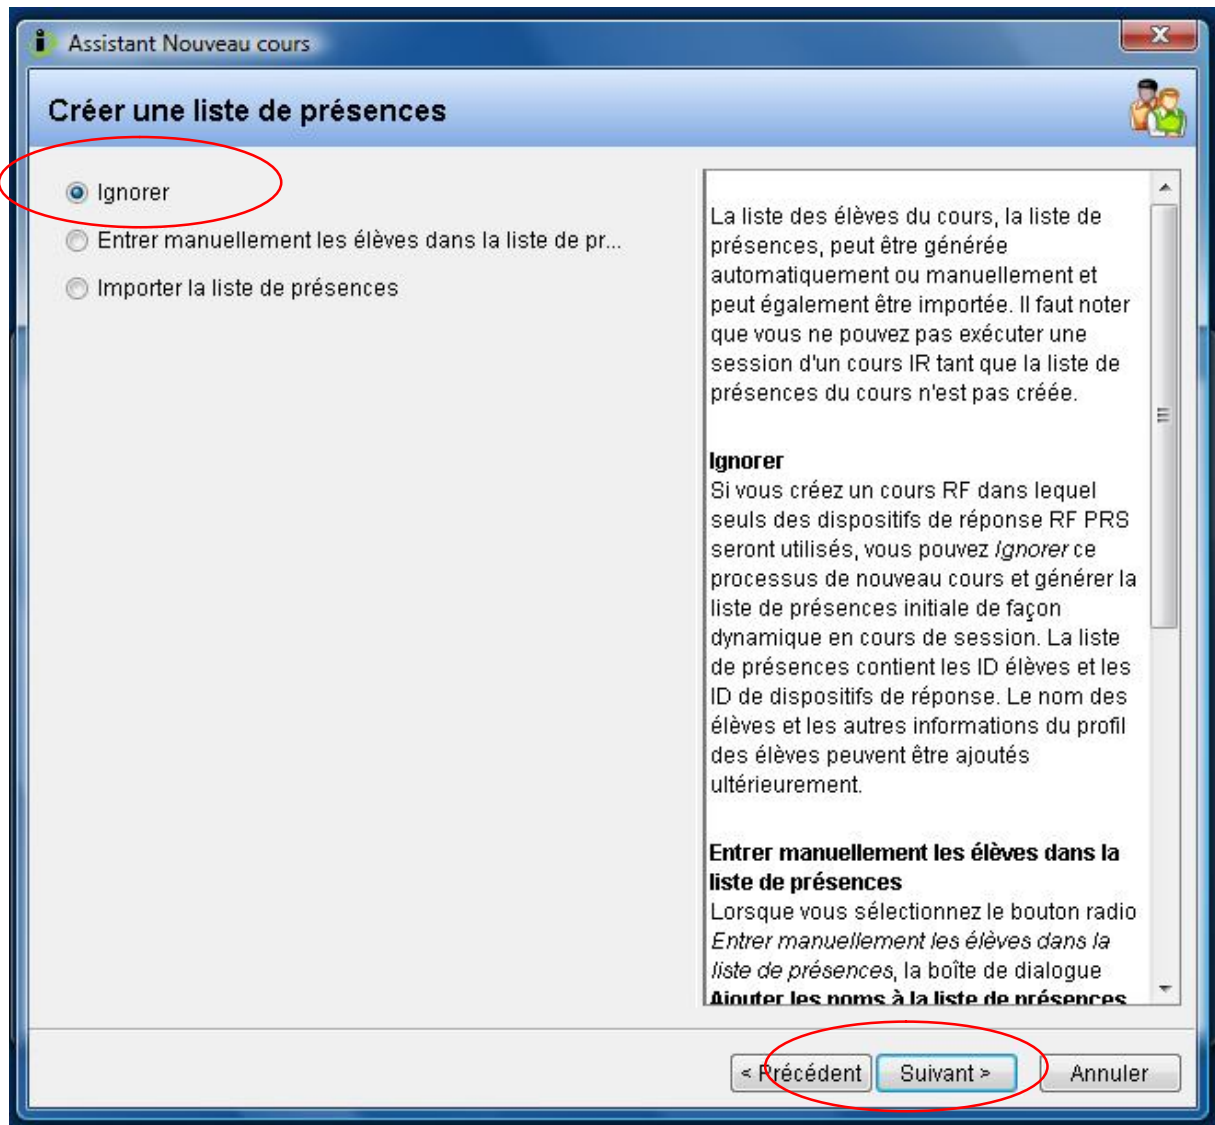 Assistant Nouveau cours
Créer une liste de présences
Ignorer
Entrer manuellement les élèves dans la liste de pr...
Importer la liste de présences
La liste des élèves du cours, la liste de
présences, peut être générée
automatiquement ou manuellement et
peut également être importée. Il faut noter
que vous ne pouvez pas exécuter une
session d'un cours IR tant que la liste de
présences du cours n'est pas créée.
Ignorer
Si vous créez un cours RF dans lequel
seuls des dispositifs de réponse RF PRS
seront utilisés, vous pouvez Ignorer ce
processus de nouveau cours et générer la
liste de présences initiale de façon
dynamique en cours de session. La liste
de présences contient les ID élèves et les
ID de dispositifs de réponse. Le nom des
élèves et les autres informations du profil
des élèves peuvent être ajoutés
ultérieurement.
Entrer manuellement les élèves dans la
liste de présences
Lorsque vous sélectionnez le bouton radio
Entrer manuellement les élèves dans la
liste de présences, la boîte de dialogue
Ajouter les noms à la liste de présences
< Précédent
Suivant >
Annuler